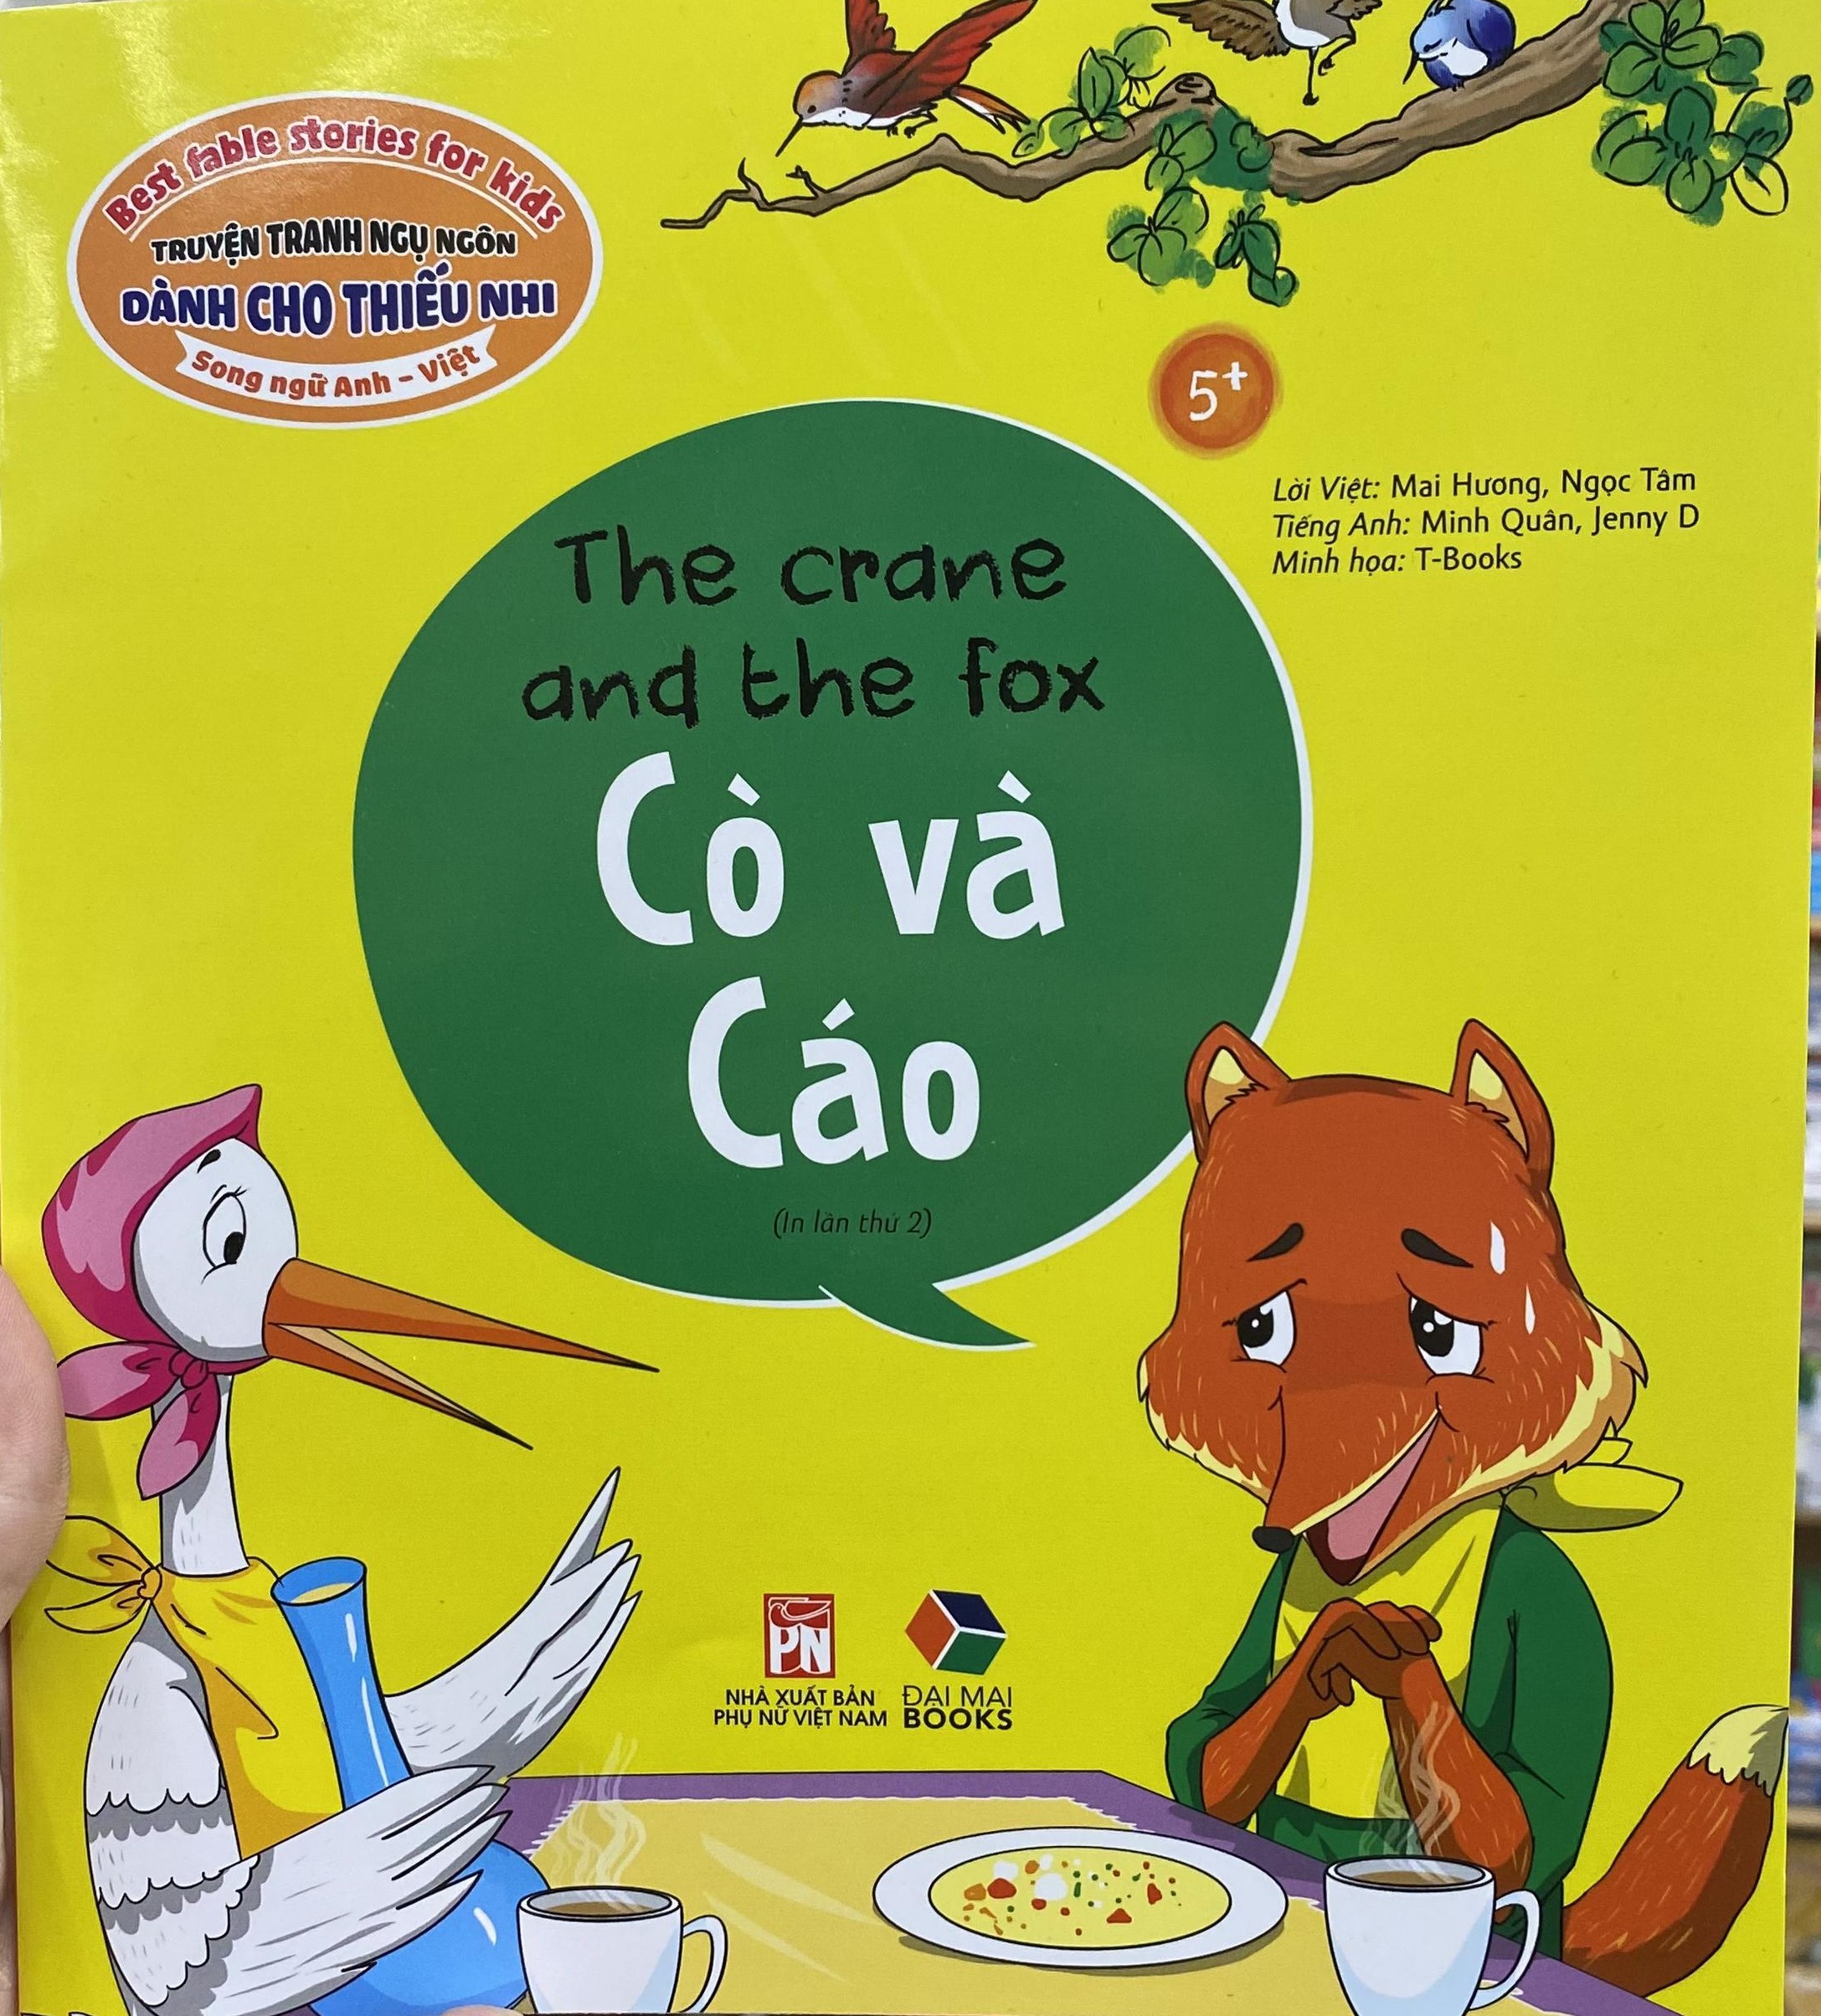 Best fable stories for kids
TRUYỆN TRANH NGỤ NGÔN
DÀNH CHO THIẾU NHI
Song ngữ Anh - Việt
5+
Lời Việt: Mai Hương, Ngọc Tâm
Tiếng Anh: Minh Quân, Jenny D
Minh họa: T-Books
The crane
and the fox
Cò và
Cáo
(In lần thứ 2)
PN
NHÀ XUẤT BẢN
PHỤ NỮ VIỆT NAM
ĐẠI MAI
BOOKS